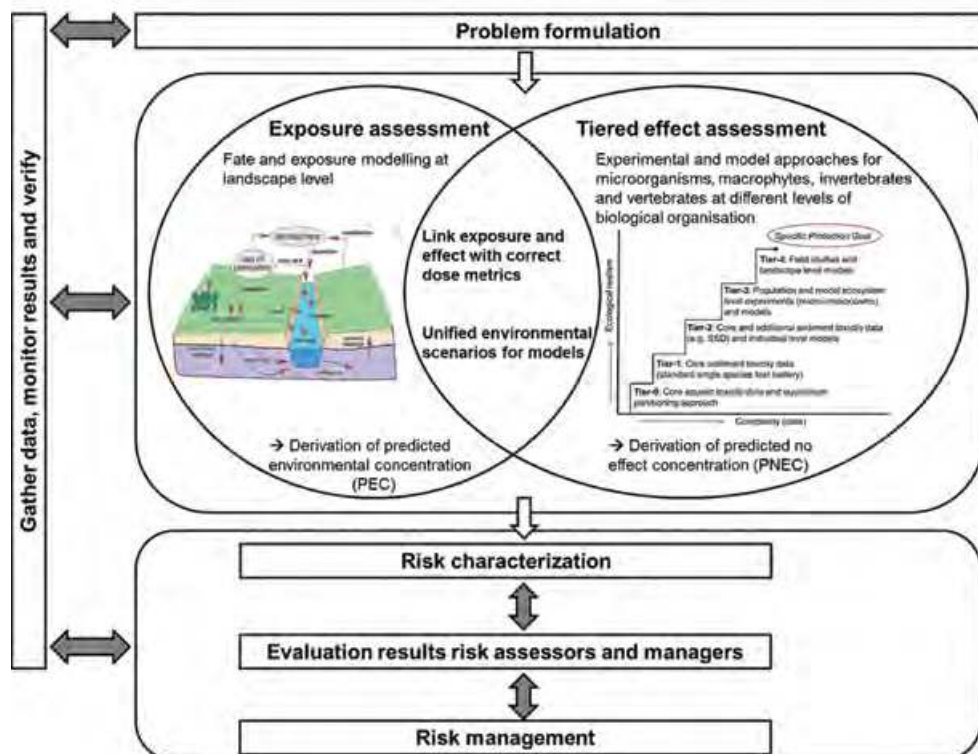 Problem formulation
Gather data, monitor results and verify
Exposure assessment
Fate and exposure modelling at
landscape level
→ Derivation of predicted
environmental concentration
(PEC)
Link exposure and
effect with correct
dose metrics
Unified environmental
scenarios for models
Tiered effect assessment
Experimental and model approaches for
microorganisms, macrophytes, invertebrates
and vertebrates at different levels of
biological organisation
Specific Protection Goal
Ecological realism
Tier-4: Field studies and
landscape level models
Tier-3: Population and model ecosystem
level experiments (micro-/mesocosms)
and models
Tier-2: Core and additional sediment toxicity data
(e.g. SSD) and individual level models
Tier-1: Core sediment toxicity data
(standard single species test battery)
Tier-0: Core aquatic toxicity data and equilibrium
partitioning approach
Complexity (data)
→ Derivation of predicted no
effect concentration (PNEC)
Risk characterization
Evaluation results risk assessors and managers
Risk management